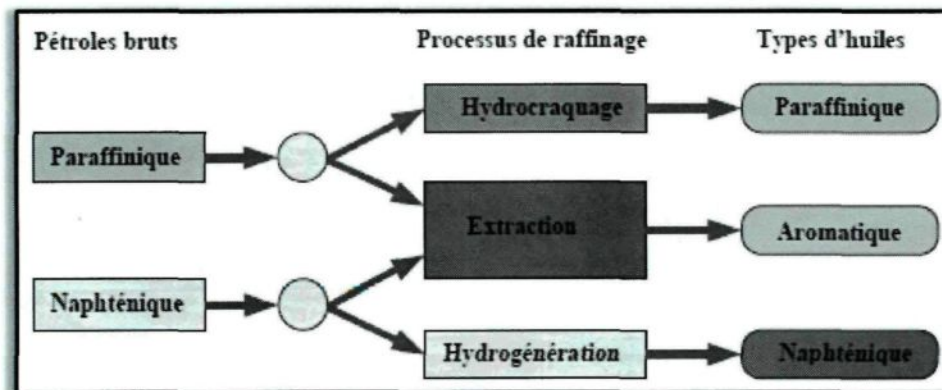 Pétroles bruts
Processus de raffinage
Types d'huiles
Hydrocraquage
Paraffinique
Paraffinique
Extraction
Aromatique
Naphténique
Hydrogénération
Naphténique